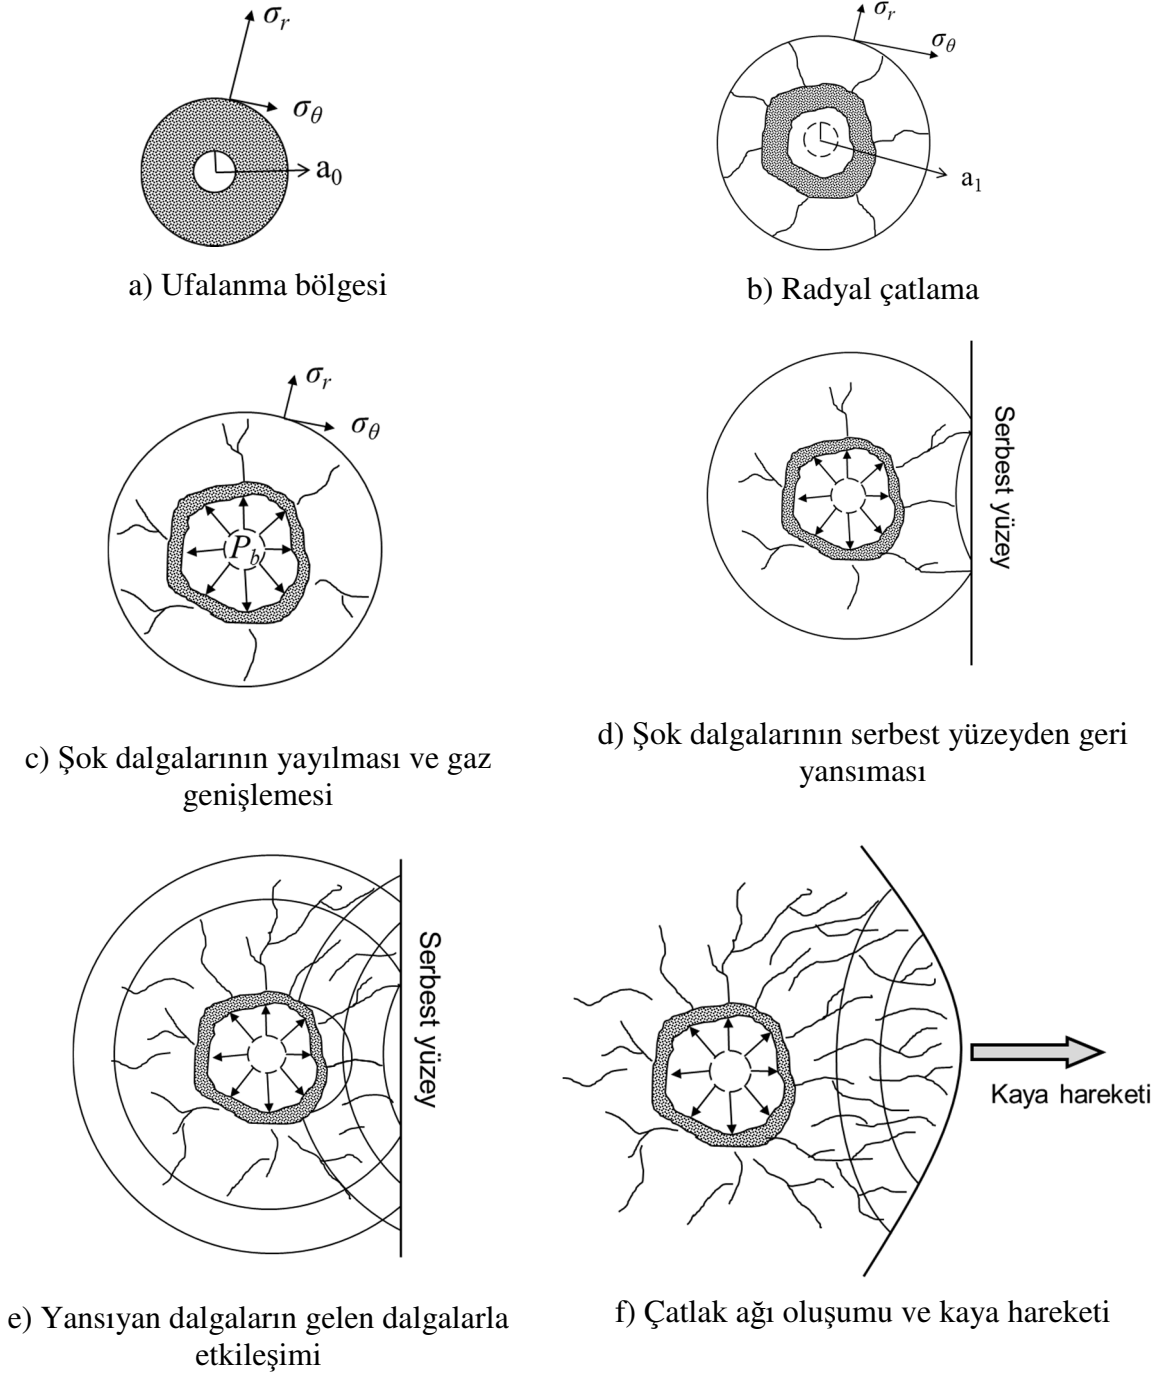 σr
σθ
a0
a) Ufalanma bölgesi
σr
σθ
a1
b) Radyal çatlama
σr
σθ
Pb
c) Şok dalgalarının yayılması ve gaz
genişlemesi
Serbest yüzey
d) Şok dalgalarının serbest yüzeyden geri
yansıması
Serbest yüzey
e) Yansıyan dalgaların gelen dalgalarla
etkileşimi
Kaya hareketi
f) Çatlak ağı oluşumu ve kaya hareketi